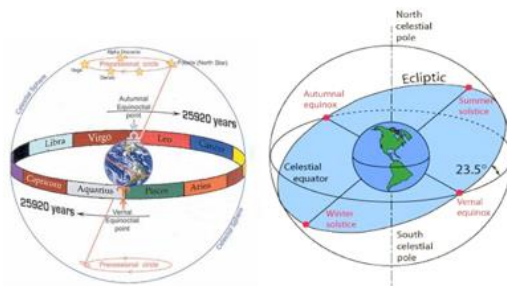 Alpha Draconis
Vega
Polaris (North Star)
Precessional circle
Celestial Sphere
Autumnal
Equinoctial
point
25920 years
Libra
Virgo
Leo
Cancer
Capricorn
Aquarius
Pisces
Aries
25920 years
Vernal
Equinoctial
point
Precessional circle
Celestial Sphere
North
celestial
pole
Ecliptic
Autumnal
equinox
Summer
solstice
Celestial
equator
23.5°
Winter
solstice
Vernal
equinox
South
celestial
pole